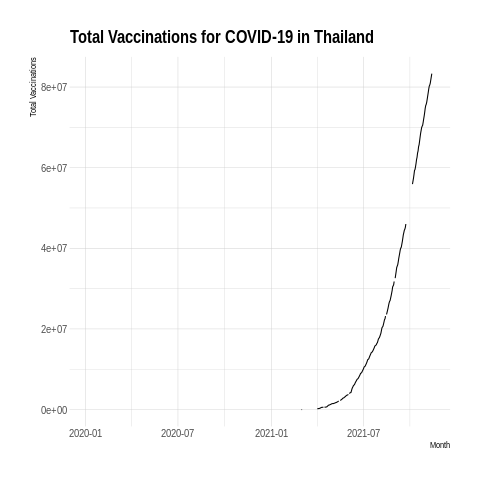 Total Vaccinations for COVID-19 in Thailand
Total Vaccinations
8e+07
6e+07
4e+07
2e+07
0e+00
2020-01 2020-07 2021-01 2021-07
Month